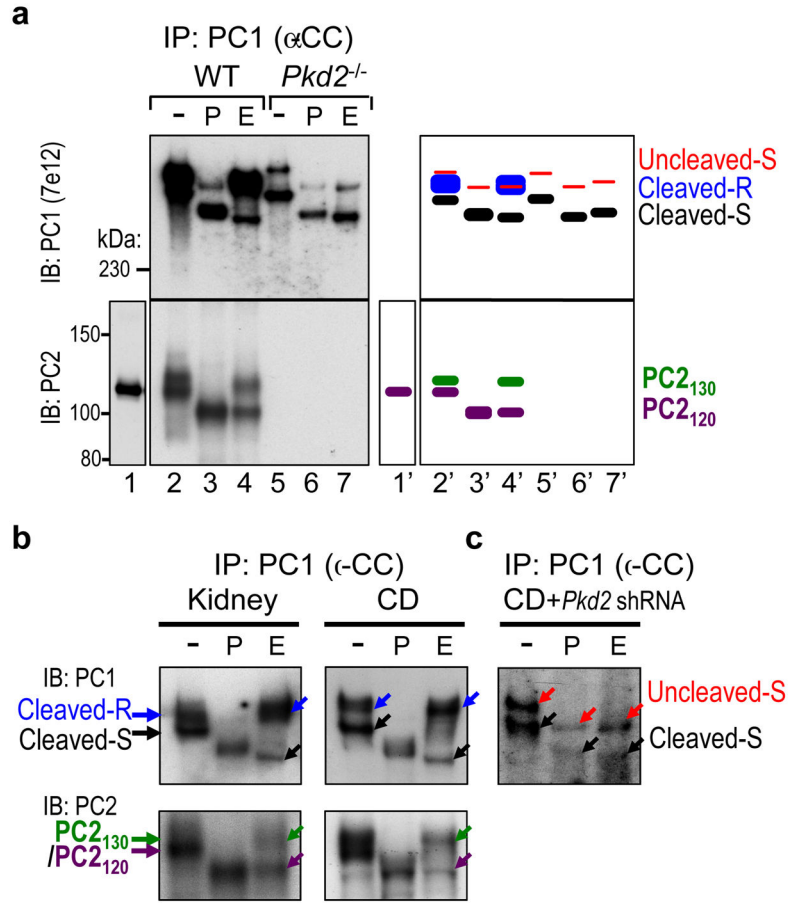 a
IP: PC1 (αCC)
WT Pkd2-/-
- P E - P E
IB: PC1 (7e12)
kDa:
230
Uncleaved-S
Cleaved-R
Cleaved-S
IB: PC2
150
100
80
PC2130
PC2120
1 2 3 4 5 6 7 1' 2' 3' 4' 5' 6' 7'
b
IP: PC1 (ι-CC)
Kidney CD
- P E - P E
IB: PC1
Cleaved-R
Cleaved-S
IB: PC2
PC2130
/PC2120
c
IP: PC1 (ι-CC)
CD+Pkd2 shRNA
- P E
Uncleaved-S
Cleaved-S